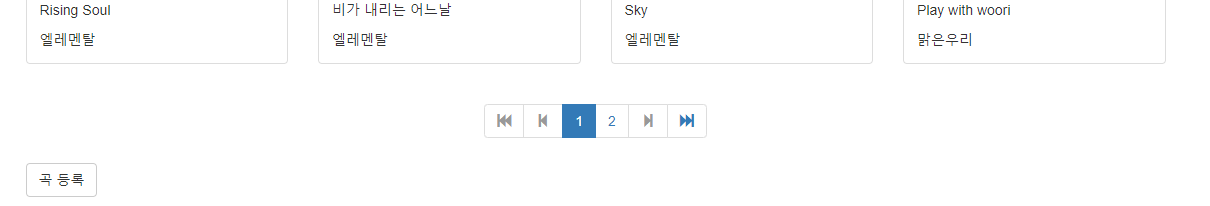 Rising Soul
엘레멘탈
비가 내리는 어느날
엘레멘탈
Sky
엘레멘탈
Play with woori
맑은우리
1 2
곡 등록